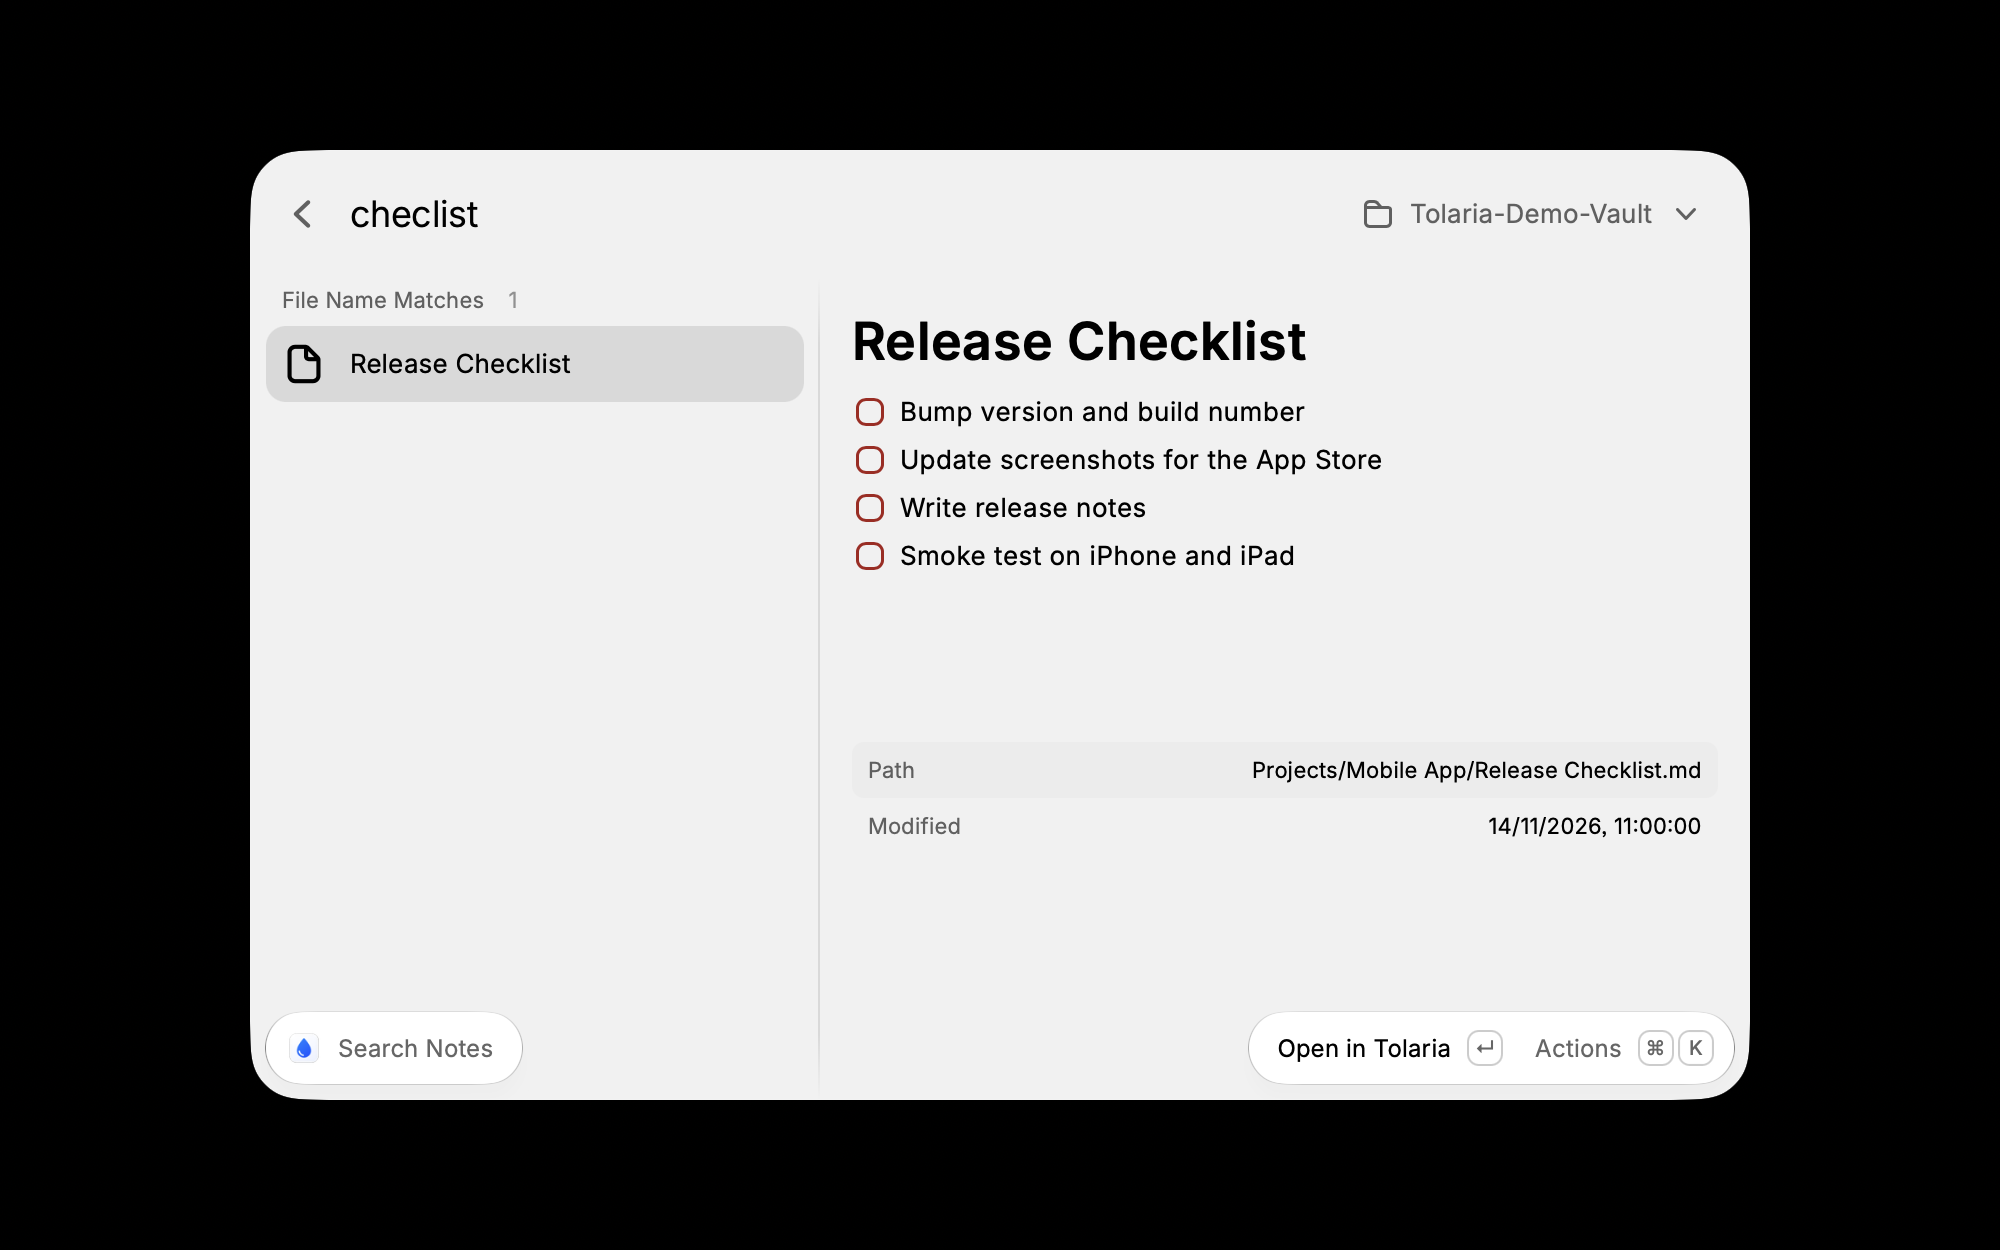 checlist
Tolaria-Demo-Vault
File Name Matches 1
Release Checklist
Release Checklist
Bump version and build number
Update screenshots for the App Store
Write release notes
Smoke test on iPhone and iPad
Path Projects/Mobile App/Release Checklist.md
Modified 14/11/2026, 11:00:00
Search Notes
Open in Tolaria ↵ Actions ⌘ K